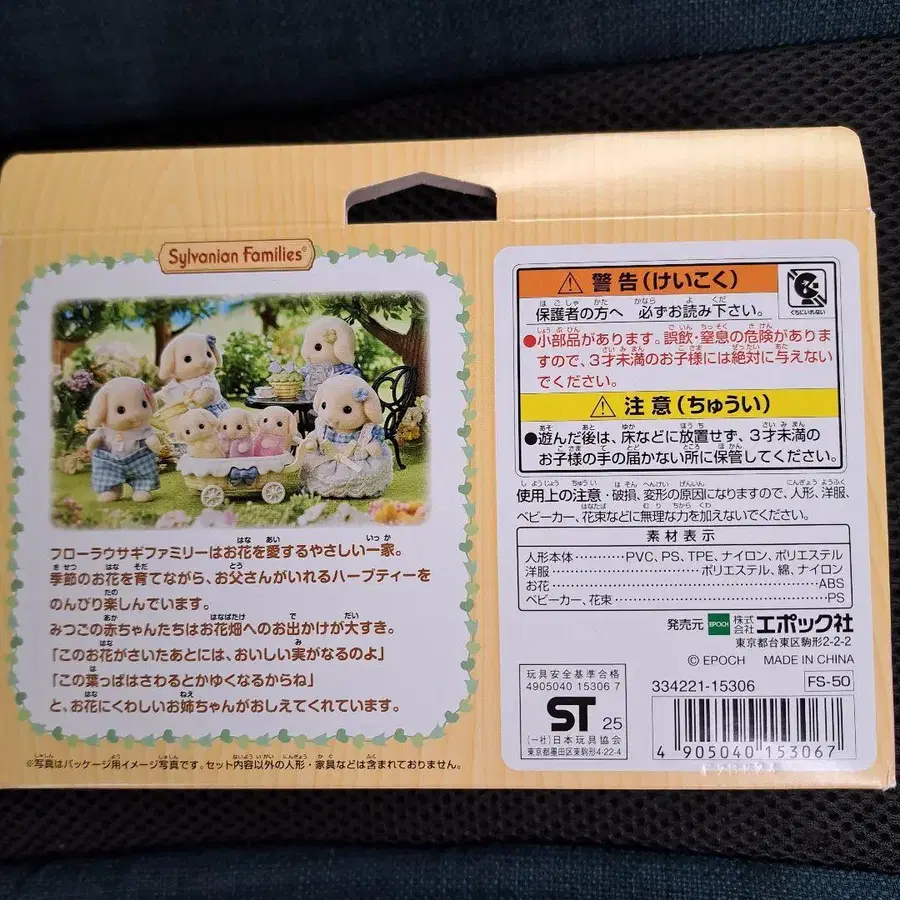 Sylvanian Families®
フローラウサギファミリーはお花を愛するやさしい一家。
季節のお花を育てながら、お父さんがいれるハーブティーを
のんびり楽しんでいます。
みつごの赤ちゃんたちはお花畑へのお出かけが大すき。
「このお花がさいたあとには、おいしい実がなるのよ」
「この葉っぱはさわるとかゆくなるからね」
と、お花にくわしいお姉ちゃんがおしえてくれています。
※写真はパッケージ用イメージ写真です。セット内容以外の人形・家具などは含まれておりません。
警告(けいこく)
保護者の方へ 必ずお読み下さい。
くちにいれない
●小部品があります。誤飲・窒息の危険がありま
すので、3才未満のお子様には絶対に与えない
でください。
注意(ちゅうい)
●遊んだ後は、床などに放置せず、3才未満の
お子様の手の届かない所に保管してください。
使用上の注意・破損、変形の原因になりますので、人形、洋服、
ベビーカー、花束などに無理な力を加えないでください。
素材表示
人形本体…………PVC, PS, TPE, ナイロン, ポリエステル
洋服…………………………ポリエステル, 綿, ナイロン
お花……………………………………………………ABS
ベビーカー、花束………………………………………PS
発売元 EPOCH 株式会社エポック社
東京都台東区駒形2-2-2
© EPOCH MADE IN CHINA
玩具安全基準合格
4905040 15306 7
ST 25
(一社)日本玩具協会
東京都墨田区東駒形4-22-4
334221-15306 FS-50
4 905040 153067